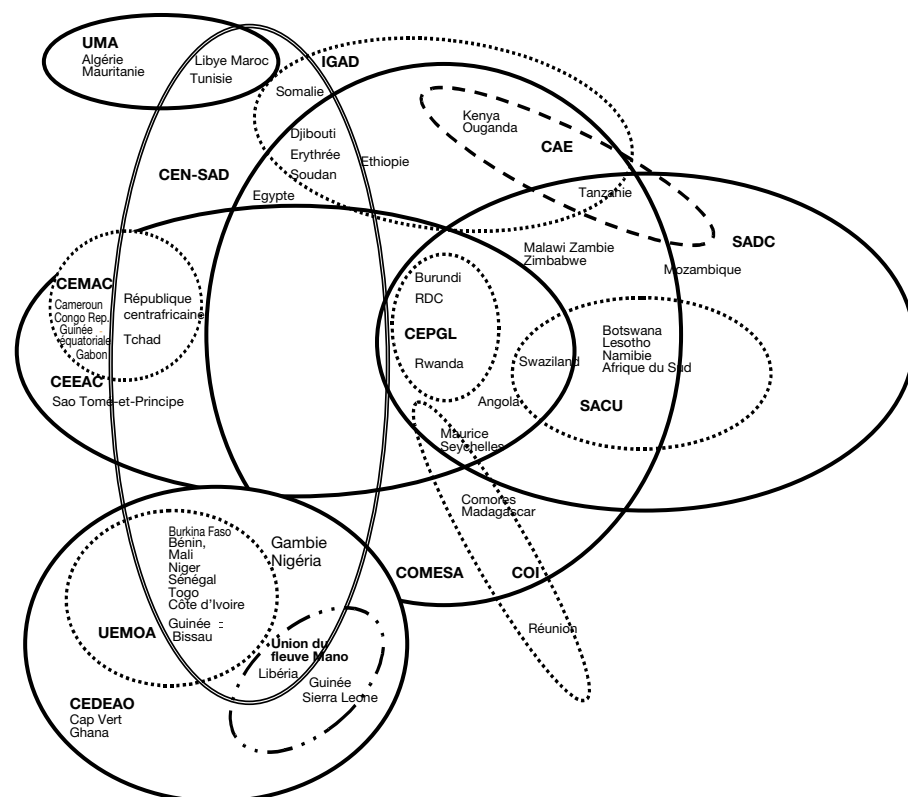 UMA
Algérie
Mauritanie
Libye Maroc
Tunisie
IGAD
Somalie
Djibouti
Erythrée
Soudan
Ethiopie
Kenya
Ouganda
CAE
Tanzanie
CEN-SAD
Egypte
SADC
Malawi Zambie
Zimbabwe
Mozambique
CEMAC
Cameroun
Congo Rep.
Guinée
équatoriale
Gabon
République
centrafricaine
Tchad
CEEAC
Sao Tomé-et-Principe
Burundi
RDC
CEPGL
Rwanda
Swaziland
Angola
Botswana
Lesotho
Namibie
Afrique du Sud
SACU
Maurice
Seychelles
Comores
Madagascar
COMESA
COI
Réunion
Burkina Faso
Bénin,
Mali
Niger
Sénégal
Togo
Côte d'Ivoire
Guinée
Bissau
Gambie
Nigéria
UEMOA
Union du
fleuve Mano
Libéria
Guinée
Sierra Leone
CEDEAO
Cap Vert
Ghana